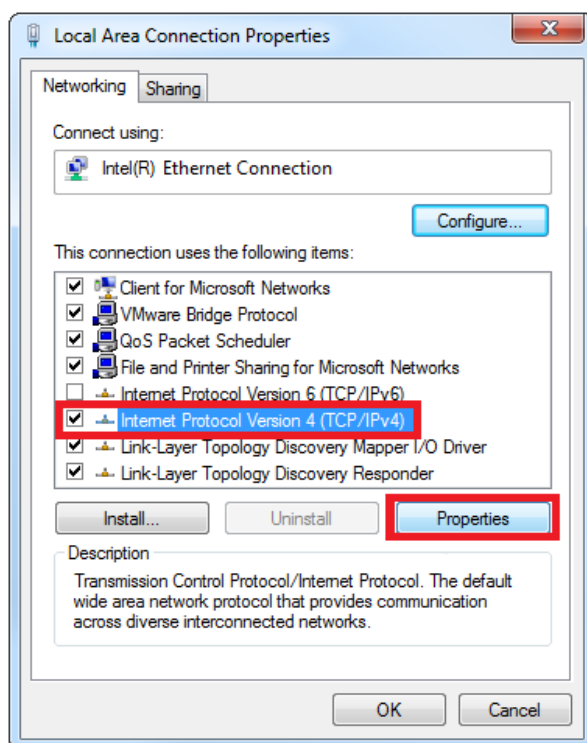 Local Area Connection Properties
Networking
Sharing
Connect using:
Intel(R) Ethernet Connection
Configure...
This connection uses the following items:
Client for Microsoft Networks
VMware Bridge Protocol
QoS Packet Scheduler
File and Printer Sharing for Microsoft Networks
Internet Protocol Version 6 (TCP/IPv6)
Internet Protocol Version 4 (TCP/IPv4)
Link-Layer Topology Discovery Mapper I/O Driver
Link-Layer Topology Discovery Responder
Install...
Uninstall
Properties
Description
Transmission Control Protocol/Internet Protocol. The default
wide area network protocol that provides communication
across diverse interconnected networks.
OK
Cancel